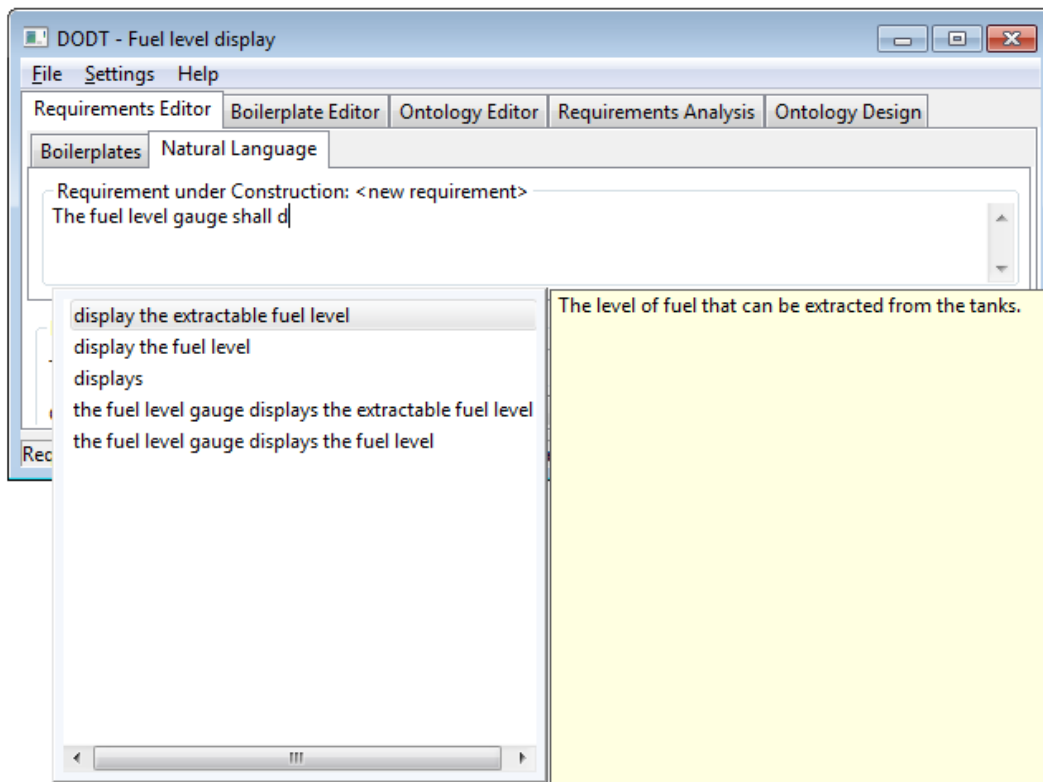 DODT - Fuel level display
File Settings Help
Requirements Editor Boilerplate Editor Ontology Editor Requirements Analysis Ontology Design
Boilerplates Natural Language
Requirement under Construction: <new requirement>
The fuel level gauge shall d
display the extractable fuel level
The level of fuel that can be extracted from the tanks.
display the fuel level
displays
the fuel level gauge displays the extractable fuel level
the fuel level gauge displays the fuel level